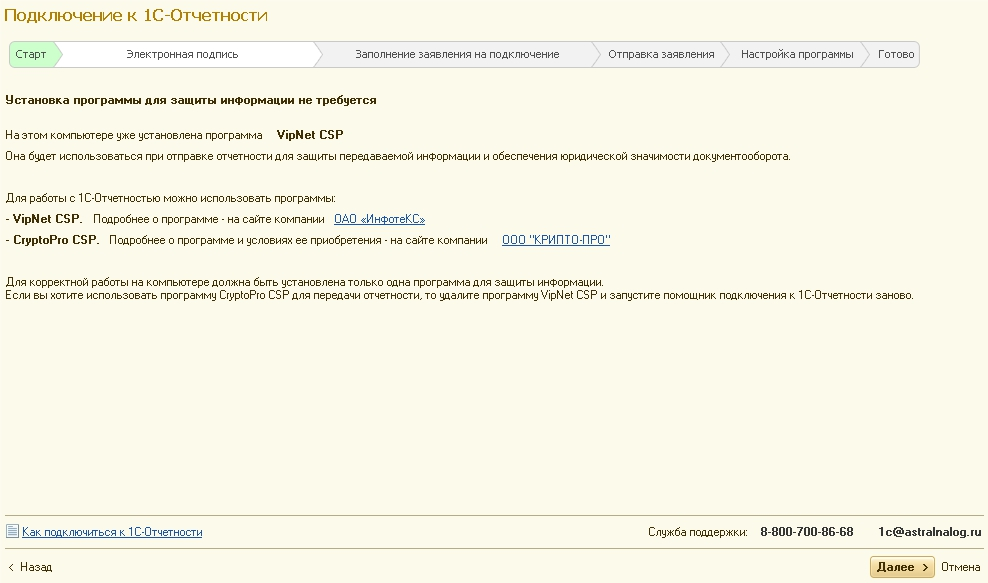 Подключение к 1С-Отчетности
Старт Электронная подпись Заполнение заявления на подключение Отправка заявления Настройка программы Готово
Установка программы для защиты информации не требуется
На этом компьютере уже установлена программа VipNet CSP
Она будет использоваться при отправке отчетности для защиты передаваемой информации и обеспечения юридической значимости документооборота.
Для работы с 1С-Отчетностью можно использовать программы:
- VipNet CSP. Подробнее о программе - на сайте компании ОАО «ИнфотеКС»
- CryptoPro CSP. Подробнее о программе и условиях ее приобретения - на сайте компании ООО "КРИПТО-ПРО"
Для корректной работы на компьютере должна быть установлена только одна программа для защиты информации.
Если вы хотите использовать программу CryptoPro CSP для передачи отчетности, то удалите программу VipNet CSP и запустите помощник подключения к 1С-Отчетности заново.
Как подключиться к 1С-Отчетности Служба поддержки: 8-800-700-86-68 1c@astralnalog.ru
< Назад Далее > Отмена